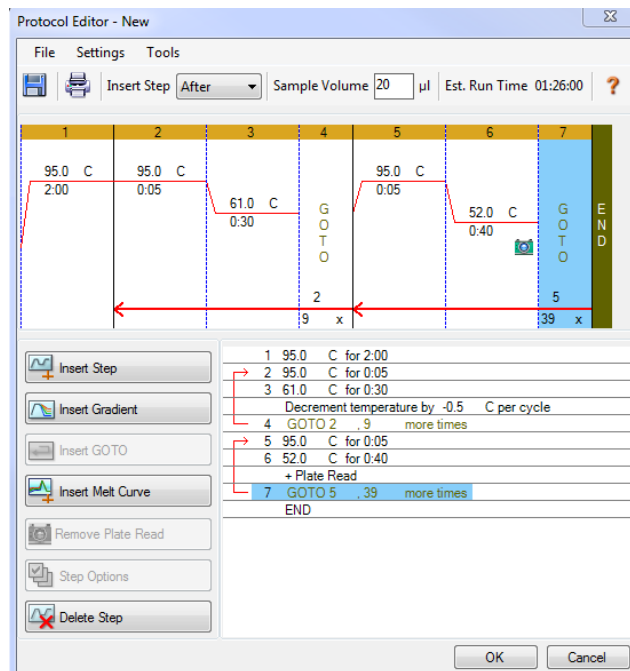 Protocol Editor - New
File Settings Tools
Insert Step After Sample Volume 20 µl Est. Run Time 01:26:00 ?
1 2 3 4 5 6 7
95.0 C 95.0 C 95.0 C
2:00 0:05 0:05
61.0 C 52.0 C
0:30 0:40
GOTO GOTO END
2 5
9 x 39 x
Insert Step
Insert Gradient
Insert GOTO
Insert Melt Curve
Remove Plate Read
Step Options
Delete Step
1 95.0 C for 2:00
2 95.0 C for 0:05
3 61.0 C for 0:30
Decrement temperature by -0.5 C per cycle
4 GOTO 2 , 9 more times
5 95.0 C for 0:05
6 52.0 C for 0:40
+ Plate Read
7 GOTO 5 , 39 more times
END
OK Cancel